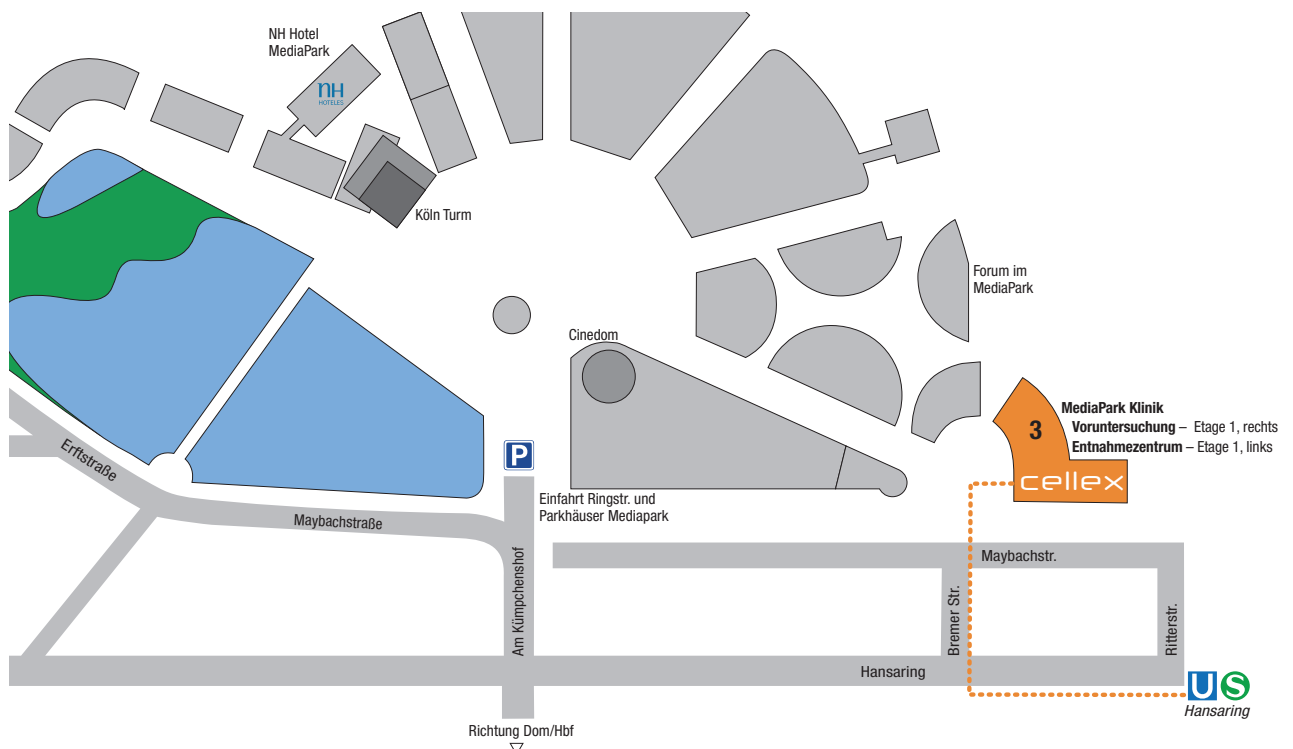 NH Hotel
MediaPark
nH
HOTELES
Köln Turm
Forum im
MediaPark
Cinedom
MediaPark Klinik
Voruntersuchung – Etage 1, rechts
Entnahmezentrum – Etage 1, links
3
cellex
P
Einfahrt Ringstr. und
Parkhäuser Mediapark
Erftstraße
Maybachstraße
Am Kümpchenshof
Maybachstr.
Bremer Str.
Ritterstr.
Hansaring
U S
Hansaring
Richtung Dom/Hbf